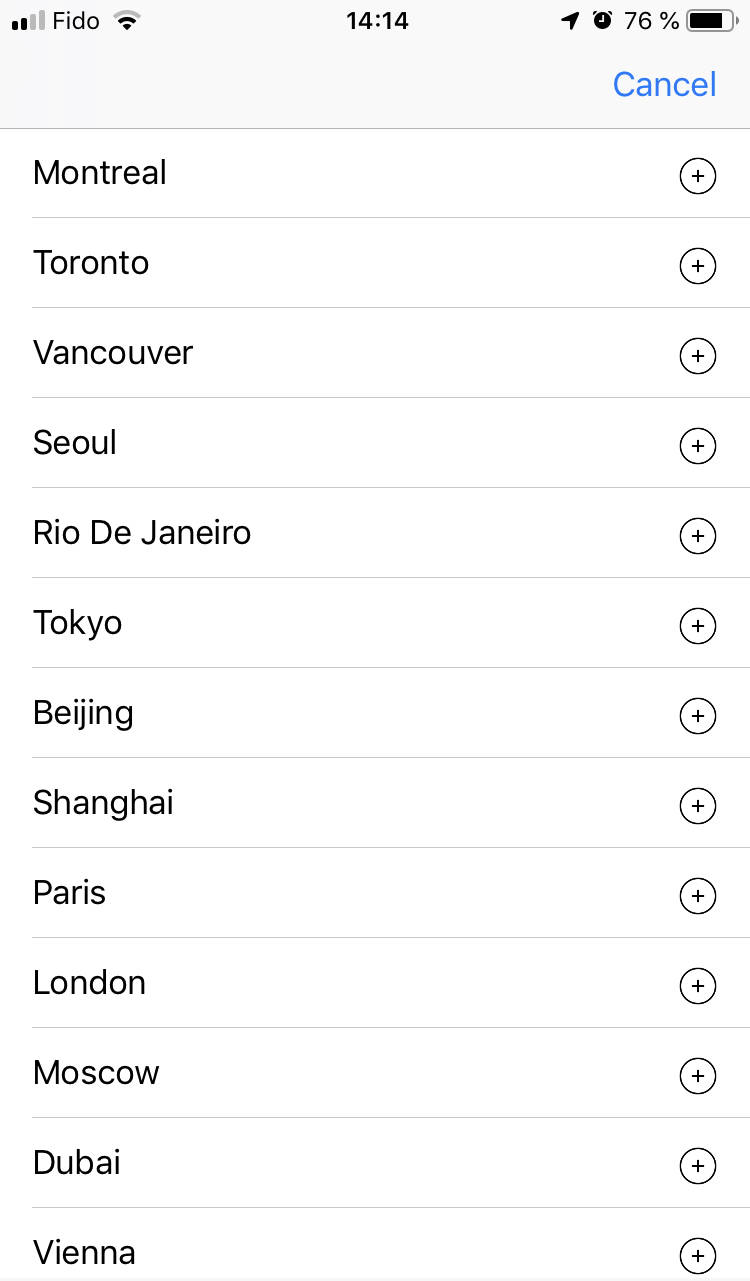 Fido 14:14 76 %
Cancel
Montreal
Toronto
Vancouver
Seoul
Rio De Janeiro
Tokyo
Beijing
Shanghai
Paris
London
Moscow
Dubai
Vienna